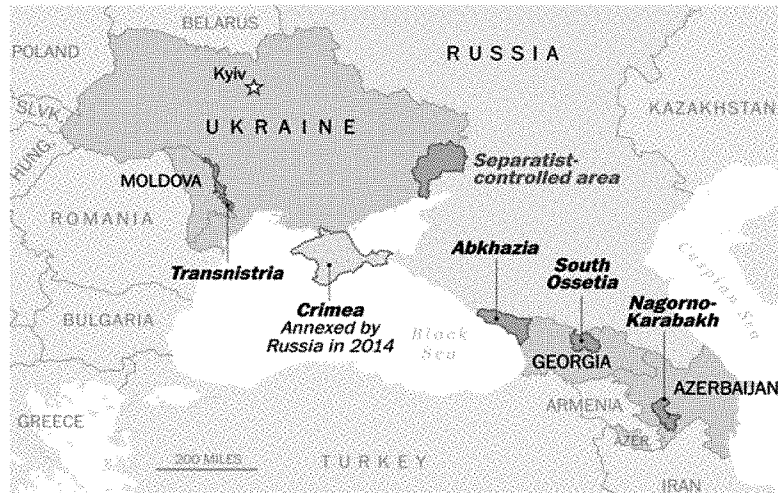 BELARUS
POLAND
RUSSIA
Kyiv
KAZAKHSTAN
SLVK.
UKRAINE
HUNG.
Separatist-
controlled area
MOLDOVA
ROMANIA
Abkhazia
Caspian Sea
Transnistria
South
Ossetia
Crimea
Annexed by
Russia in 2014
Nagorno-
Karabakh
BULGARIA
Black
Sea
GEORGIA
AZERBAIJAN
ARMENIA
GREECE
AZER.
200 MILES
TURKEY
IRAN